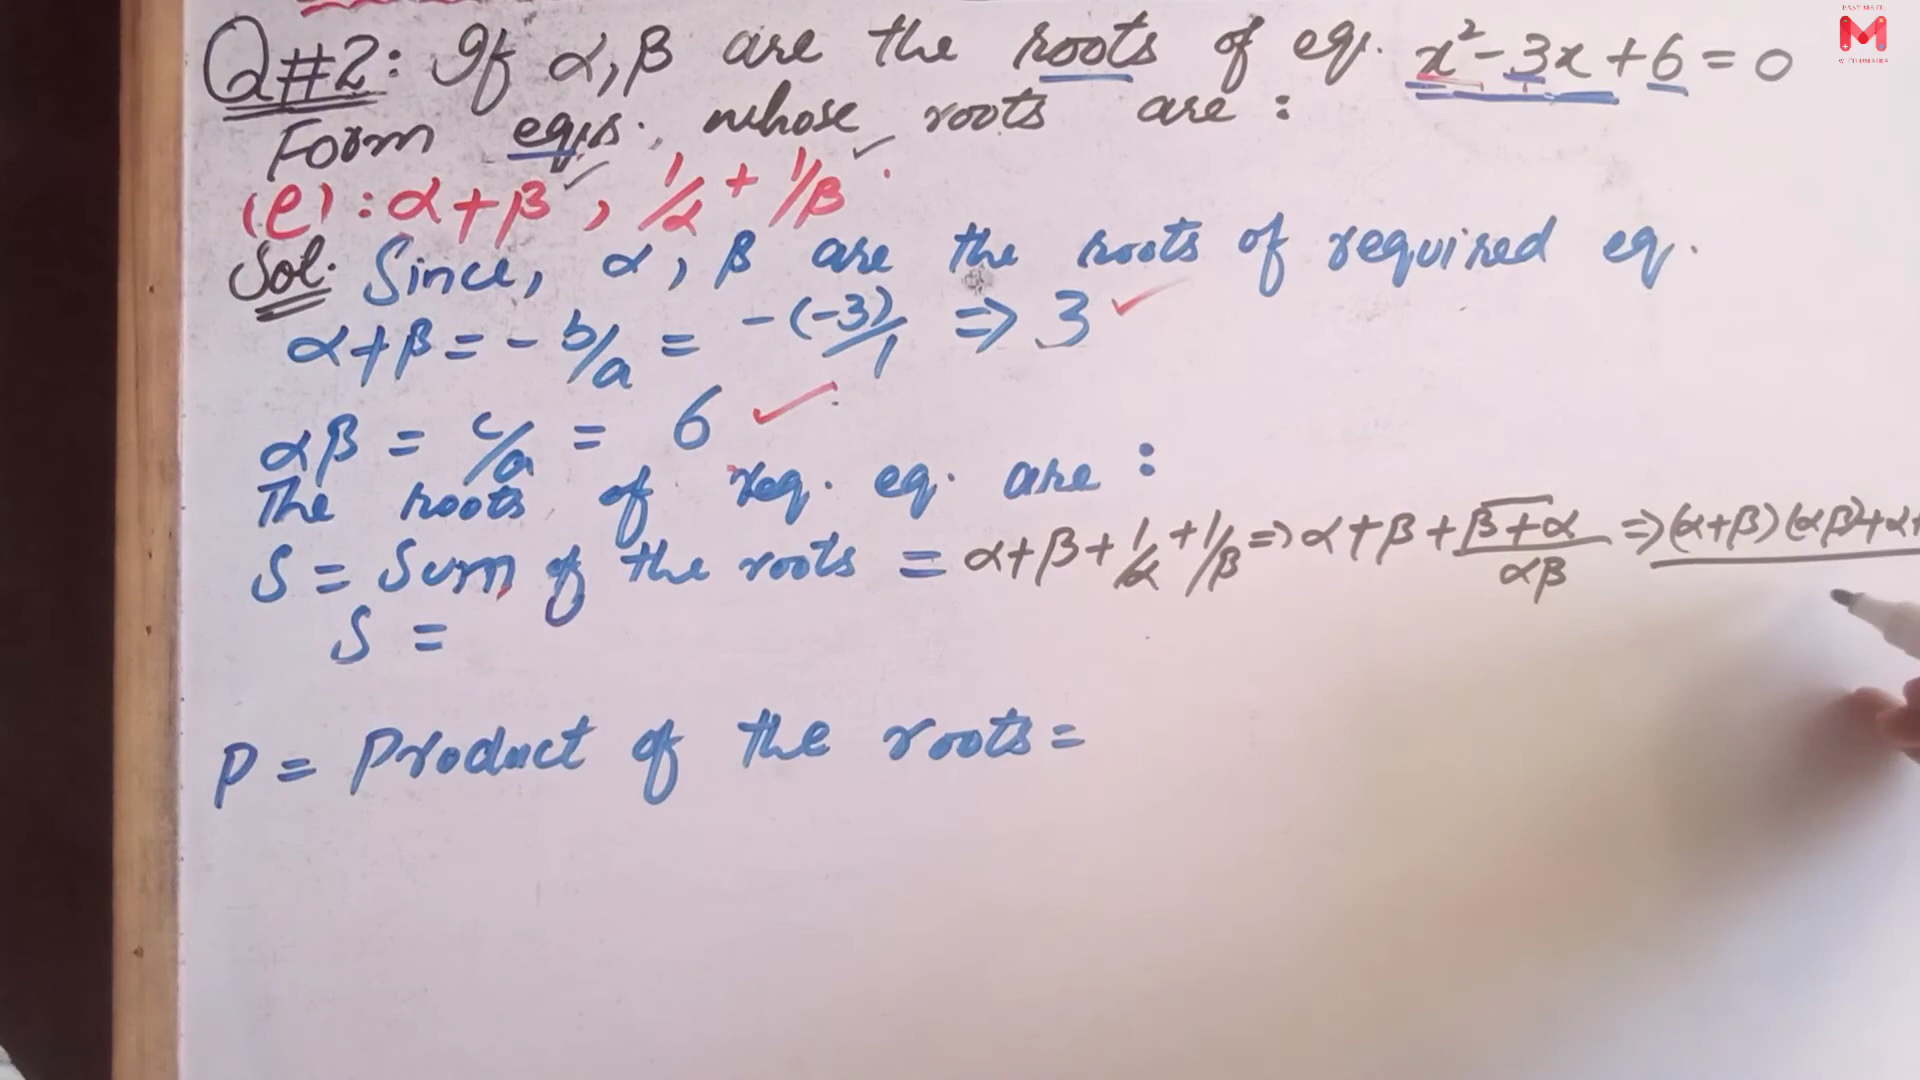 Q#2: If α, β are the roots of eq. x² - 3x + 6 = 0
Form eqs. whose roots are :
(e) : α + β , 1/α + 1/β .
Sol. Since, α, β are the roots of required eq.
α + β = - b/a = -(-3)/1 => 3 ✓
αβ = c/a = 6 ✓
The roots of req. eq. are :
S = Sum of the roots = α + β + 1/α + 1/β => α + β + β + α/αβ => (α+β)(αβ)+α+
S =
P = Product of the roots =